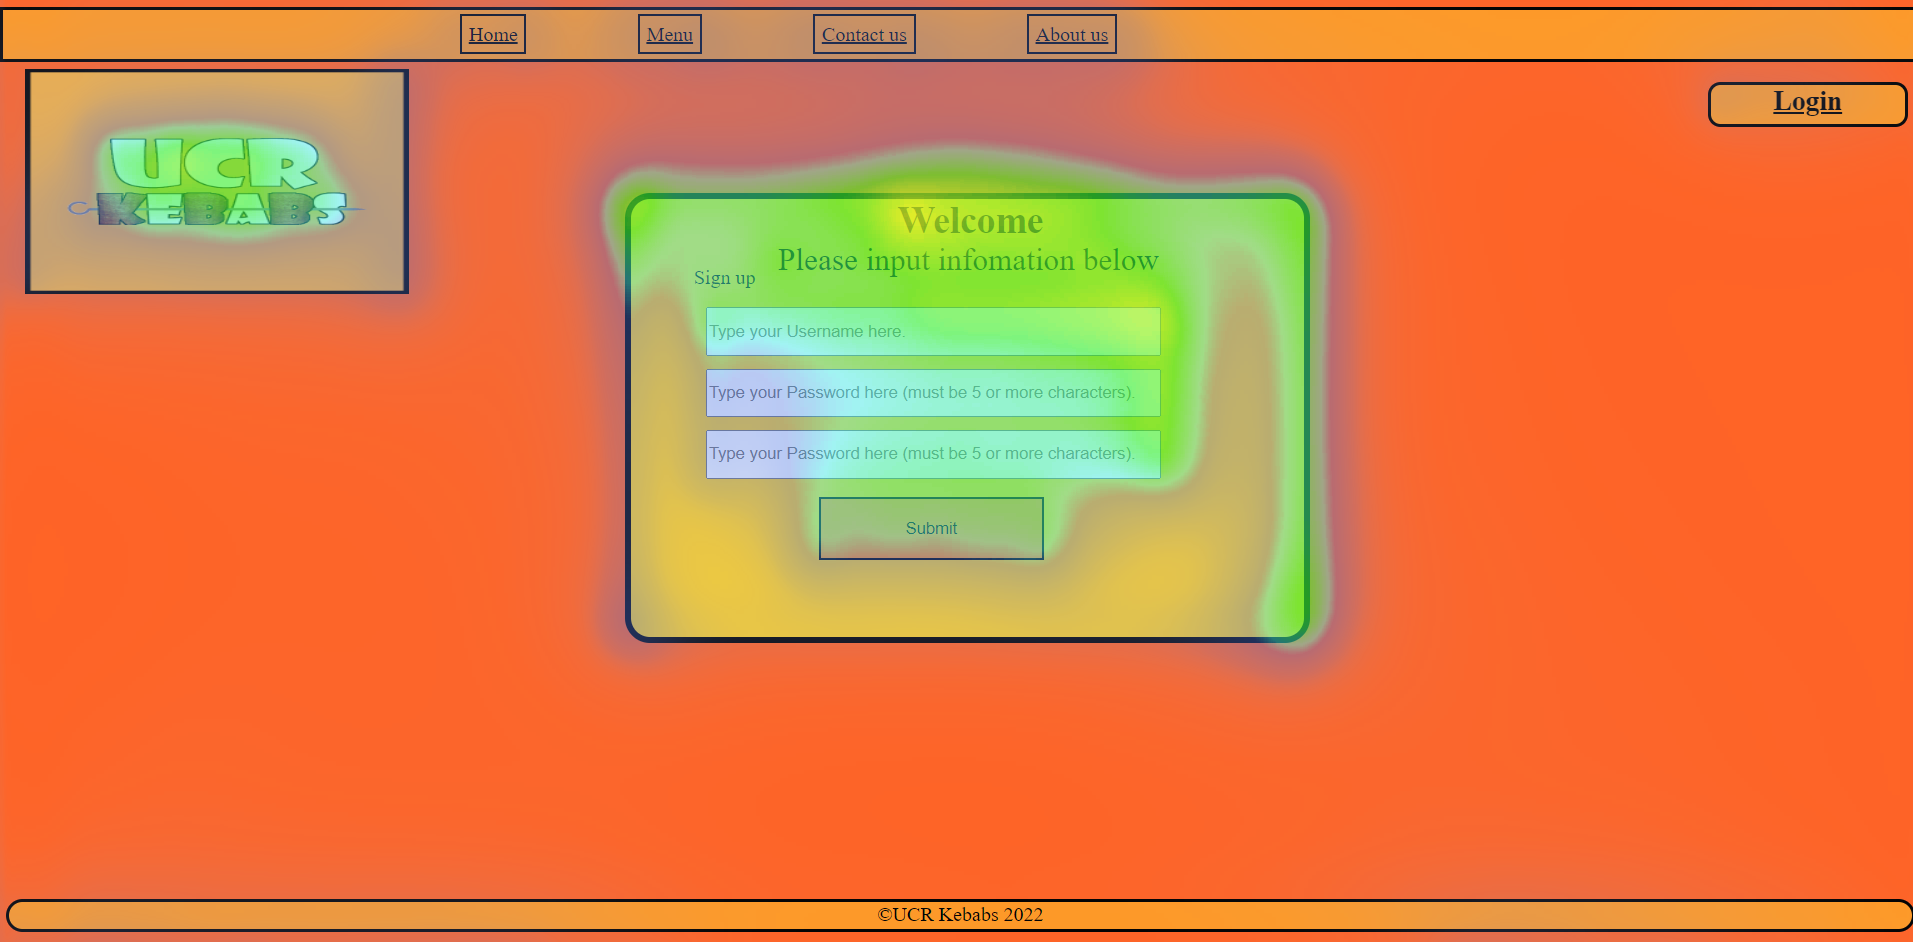 Home Menu Contact us About us
Login
UCR
KEBABS
Welcome
Please input infomation below
Sign up
Type your Username here.
Type your Password here (must be 5 or more characters).
Type your Password here (must be 5 or more characters).
Submit
©UCR Kebabs 2022